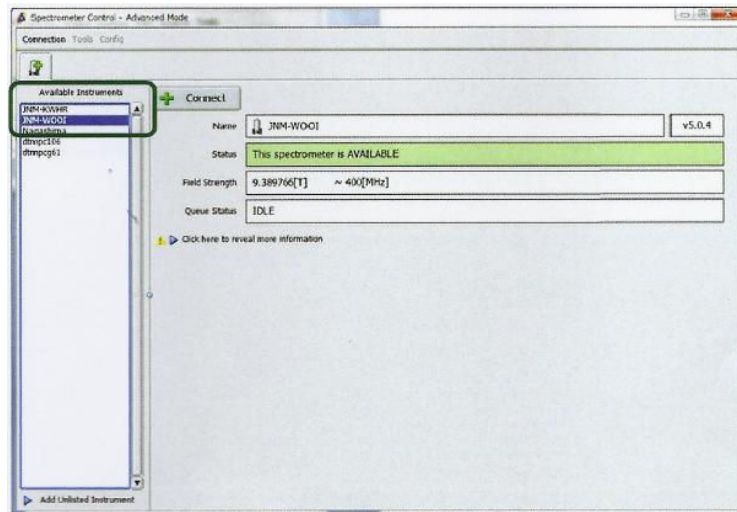 Spectrometer Control - Advanced Mode
Connection Tools Config
Available Instruments
JNM-KWHR
JNM-WOOI
Nagashima
dtmpc106
dtmpcg61
Connect
Name JNM-WOOI v5.0.4
Status This spectrometer is AVAILABLE
Field Strength 9.389766[T] ~ 400[MHz]
Queue Status IDLE
Click here to reveal more information
Add Unlisted Instrument